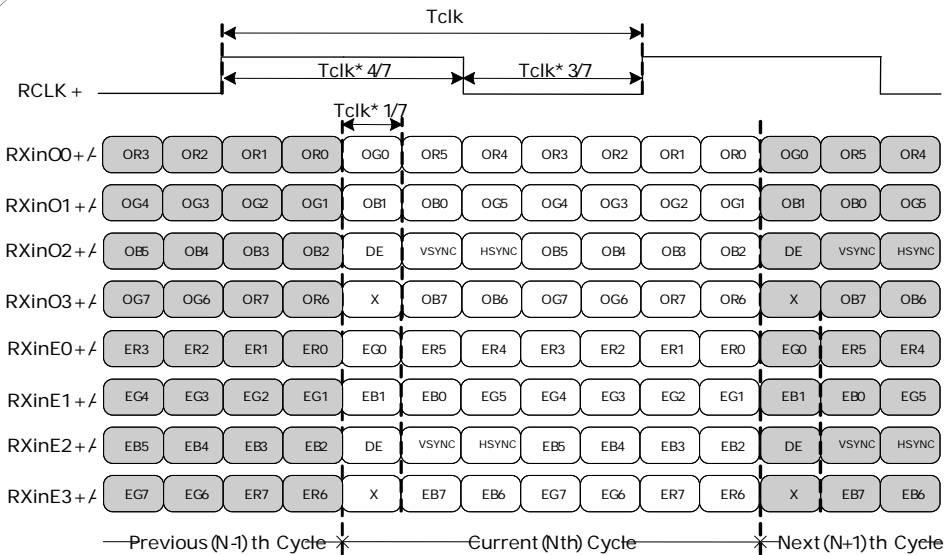 Tclk
Tclk* 4/7 Tclk* 3/7
RCLK +
Tclk* 1/7
RXinO0+/- OR3 OR2 OR1 OR0 OG0 OR5 OR4 OR3 OR2 OR1 OR0 OG0 OR5 OR4
RXinO1+/- OG4 OG3 OG2 OG1 OB1 OB0 OG5 OG4 OG3 OG2 OG1 OB1 OB0 OG5
RXinO2+/- OB5 OB4 OB3 OB2 DE VSYNC HSYNC OB5 OB4 OB3 OB2 DE VSYNC HSYNC
RXinO3+/- OG7 OG6 OR7 OR6 X OB7 OB6 OG7 OG6 OR7 OR6 X OB7 OB6
RXinE0+/- ER3 ER2 ER1 ER0 EG0 ER5 ER4 ER3 ER2 ER1 ER0 EG0 ER5 ER4
RXinE1+/- EG4 EG3 EG2 EG1 EB1 EB0 EG5 EG4 EG3 EG2 EG1 EB1 EB0 EG5
RXinE2+/- EB5 EB4 EB3 EB2 DE VSYNC HSYNC EB5 EB4 EB3 EB2 DE VSYNC HSYNC
RXinE3+/- EG7 EG6 ER7 ER6 X EB7 EB6 EG7 EG6 ER7 ER6 X EB7 EB6
Previous (N-1) th Cycle Current (Nth) Cycle Next (N+1) th Cycle